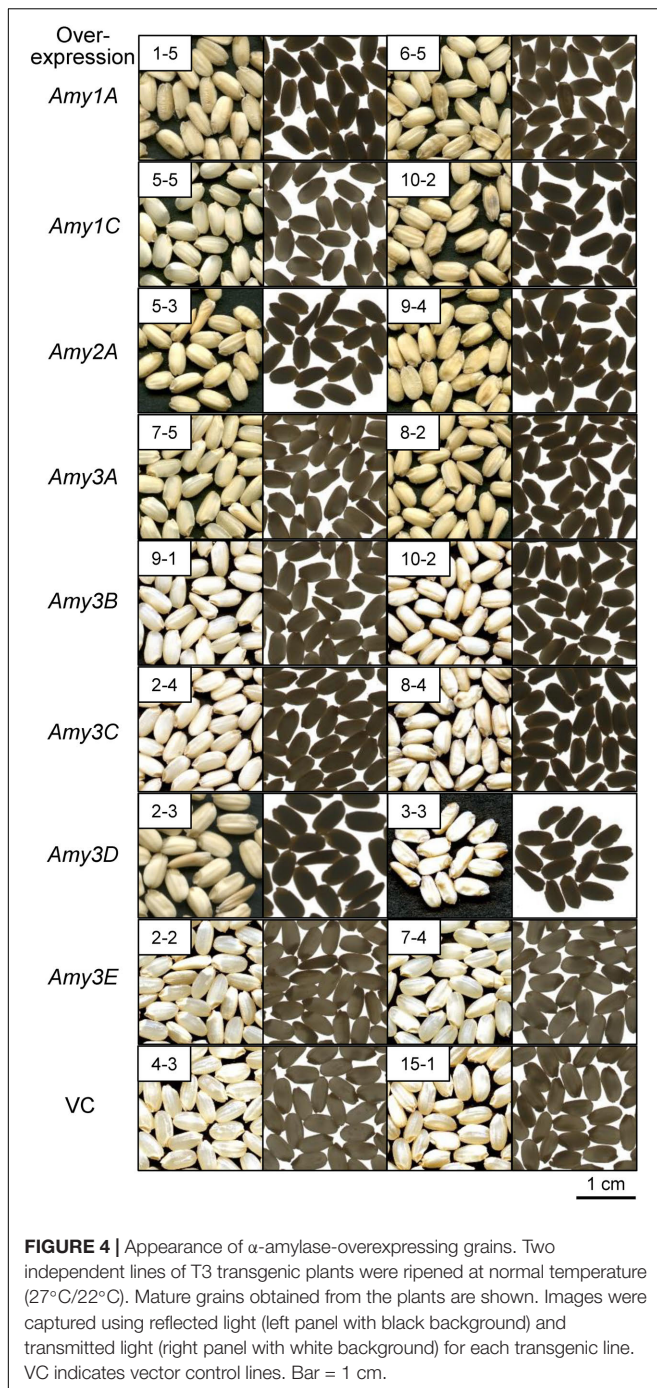 Over-
expression
1-5 6-5
Amy1A
5-5 10-2
Amy1C
5-3 9-4
Amy2A
7-5 8-2
Amy3A
9-1 10-2
Amy3B
2-4 8-4
Amy3C
2-3 3-3
Amy3D
2-2 7-4
Amy3E
4-3 15-1
VC
1 cm
FIGURE 4 | Appearance of α-amylase-overexpressing grains. Two
independent lines of T3 transgenic plants were ripened at normal temperature
(27°C/22°C). Mature grains obtained from the plants are shown. Images were
captured using reflected light (left panel with black background) and
transmitted light (right panel with white background) for each transgenic line.
VC indicates vector control lines. Bar = 1 cm.